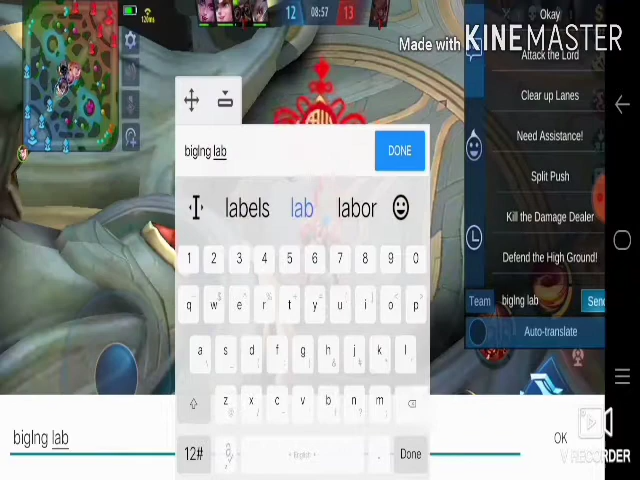 120ms
12 08:57 13
Okay
Made with KINEMASTER
Attack the Lord
Clear up Lanes
Need Assistance!
Split Push
Kill the Damage Dealer
Defend the High Ground!
Team biglng lab Send
Auto-translate
biglng lab DONE
labels lab labor
1 2 3 4 5 6 7 8 9 0
q w e r t y u i o p
a s d f g h j k l
z x c v b n m
12# English . Done
biglng lab OK
V RECORDER